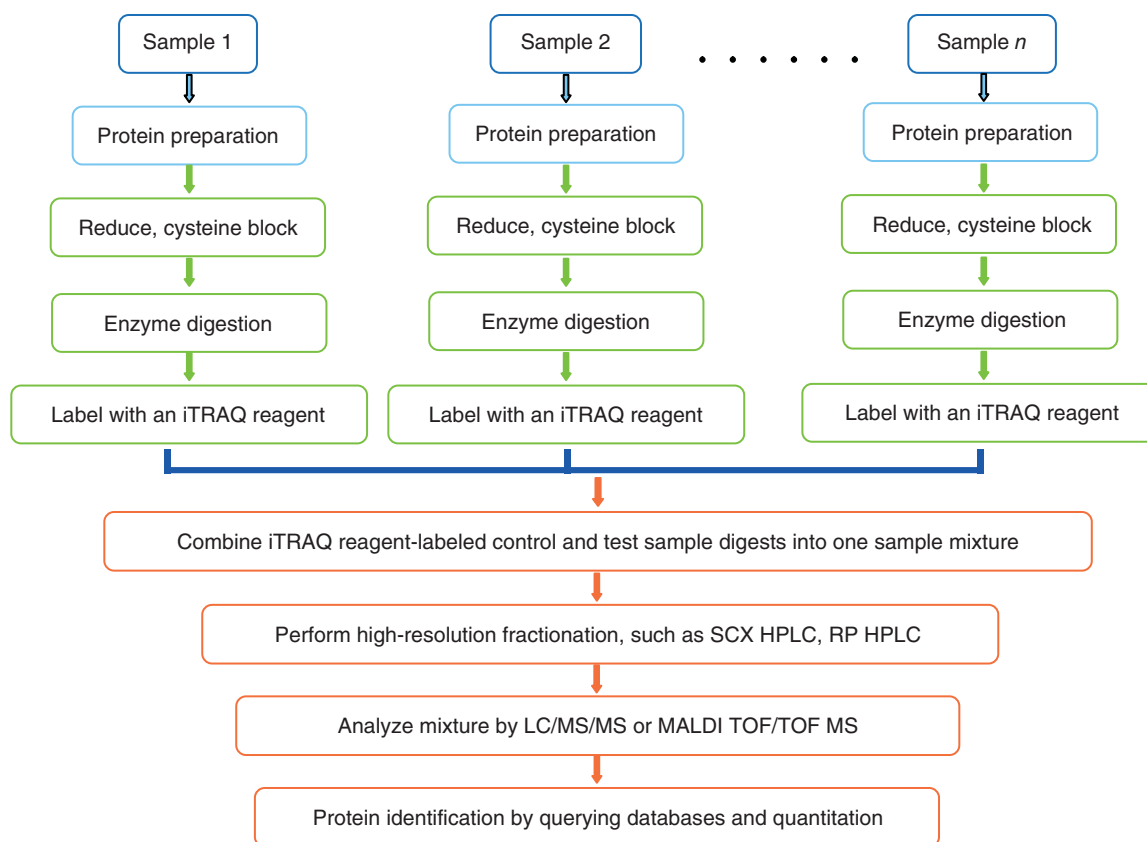 Sample 1
Sample 2
. . . . . .
Sample n
Protein preparation
Protein preparation
Protein preparation
Reduce, cysteine block
Reduce, cysteine block
Reduce, cysteine block
Enzyme digestion
Enzyme digestion
Enzyme digestion
Label with an iTRAQ reagent
Label with an iTRAQ reagent
Label with an iTRAQ reagent
Combine iTRAQ reagent-labeled control and test sample digests into one sample mixture
Perform high-resolution fractionation, such as SCX HPLC, RP HPLC
Analyze mixture by LC/MS/MS or MALDI TOF/TOF MS
Protein identification by querying databases and quantitation